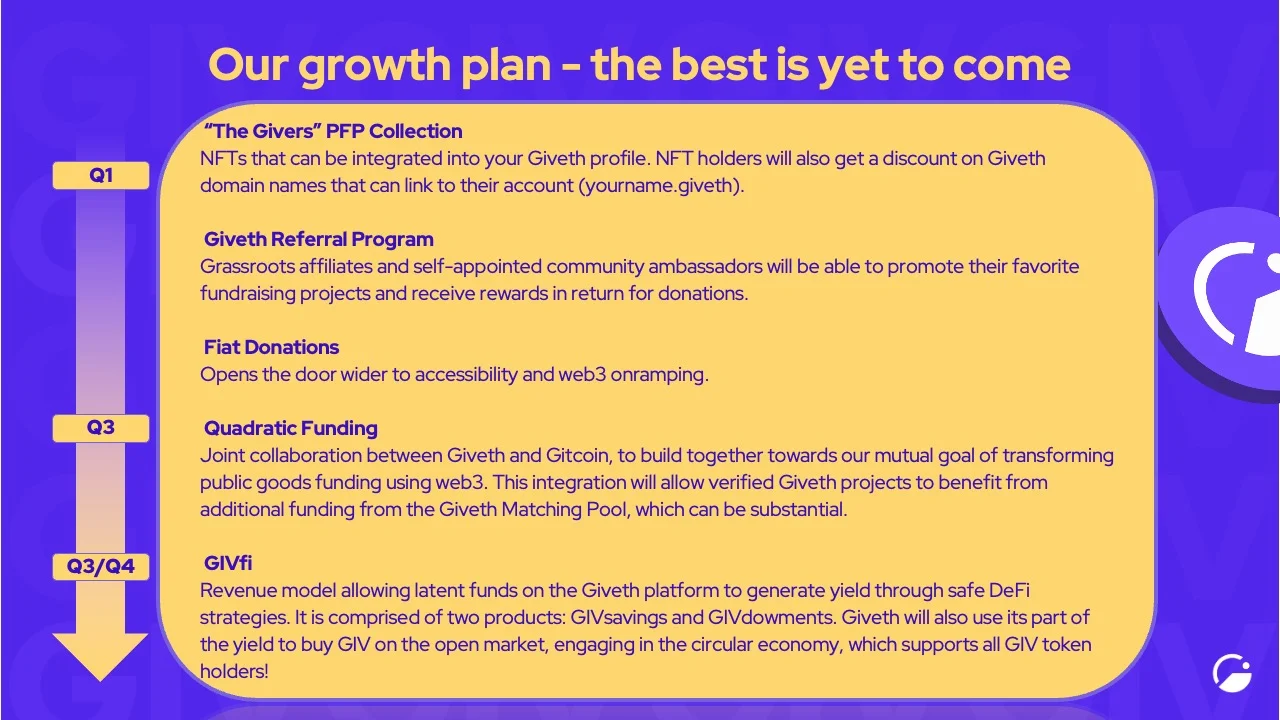 Our growth plan - the best is yet to come
Q1
“The Givers” PFP Collection
NFTs that can be integrated into your Giveth profile. NFT holders will also get a discount on Giveth
domain names that can link to their account (yourname.giveth).
Giveth Referral Program
Grassroots affiliates and self-appointed community ambassadors will be able to promote their favorite
fundraising projects and receive rewards in return for donations.
Fiat Donations
Opens the door wider to accessibility and web3 onramping.
Q3
Quadratic Funding
Joint collaboration between Giveth and Gitcoin, to build together towards our mutual goal of transforming
public goods funding using web3. This integration will allow verified Giveth projects to benefit from
additional funding from the Giveth Matching Pool, which can be substantial.
Q3/Q4
GIVfi
Revenue model allowing latent funds on the Giveth platform to generate yield through safe DeFi
strategies. It is comprised of two products: GIVsavings and GIVdowments. Giveth will also use its part of
the yield to buy GIV on the open market, engaging in the circular economy, which supports all GIV token
holders!